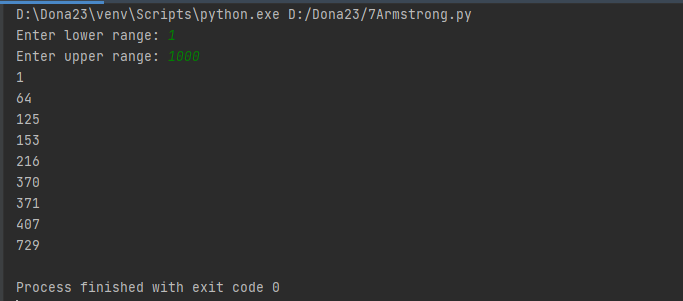 D:\Dona23\venv\Scripts\python.exe D:/Dona23/7Armstrong.py
Enter lower range: 1
Enter upper range: 1000
1
64
125
153
216
370
371
407
729
Process finished with exit code 0